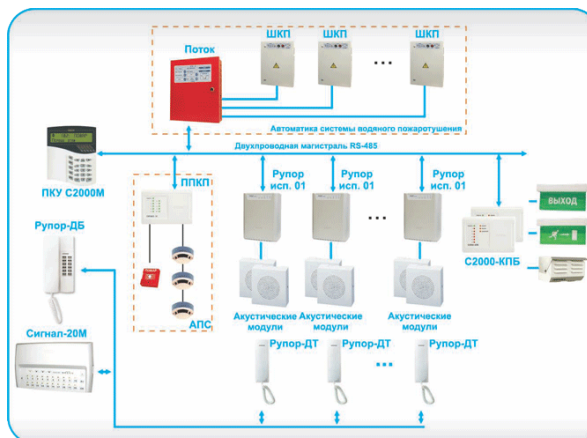 ШКП ШКП ШКП
Поток
...
Автоматика системы водяного пожаротушения
Двухпроводная магистраль RS-485
ПКУ С2000М
ППКП
Рупор исп. 01
Рупор исп. 01
Рупор исп. 01
...
ВЫХОД
С2000-КПБ
Рупор-ДБ
АПС
Акустические модули
Акустические модули
Акустические модули
Сигнал-20М
Рупор-ДТ Рупор-ДТ Рупор-ДТ
...